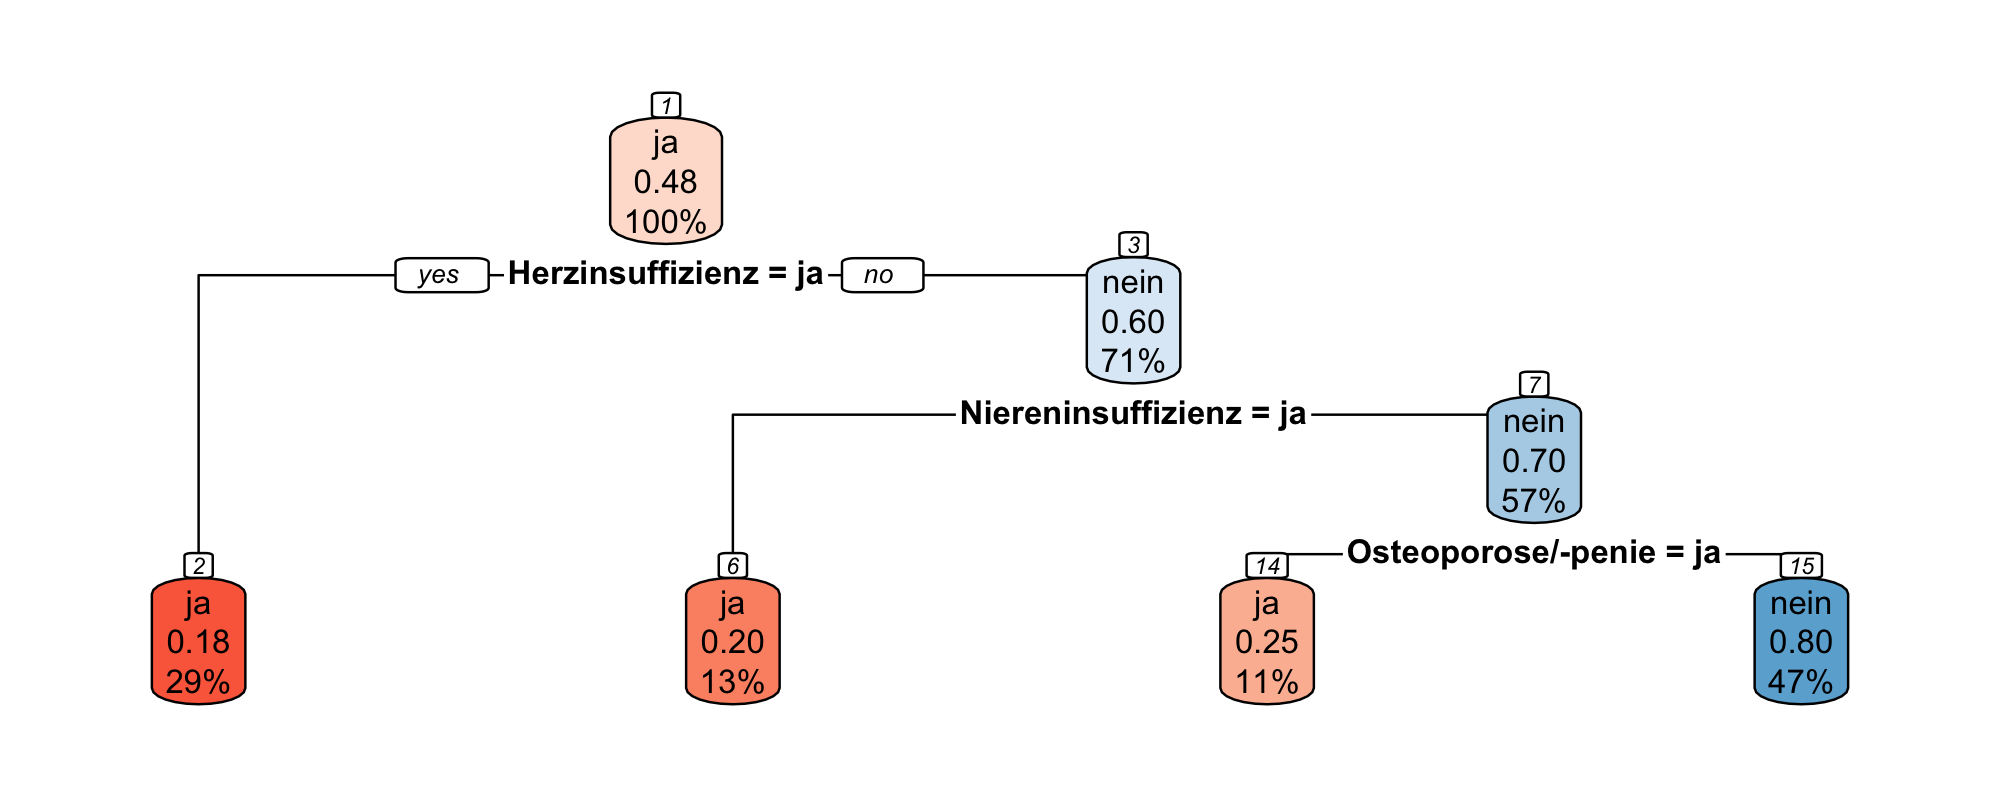 1
ja
0.48
100%
yes
Herzinsuffizienz = ja
no
3
nein
0.60
71%
Niereninsuffizienz = ja
7
nein
0.70
57%
Osteoporose/-penie = ja
2
ja
0.18
29%
6
ja
0.20
13%
14
ja
0.25
11%
15
nein
0.80
47%